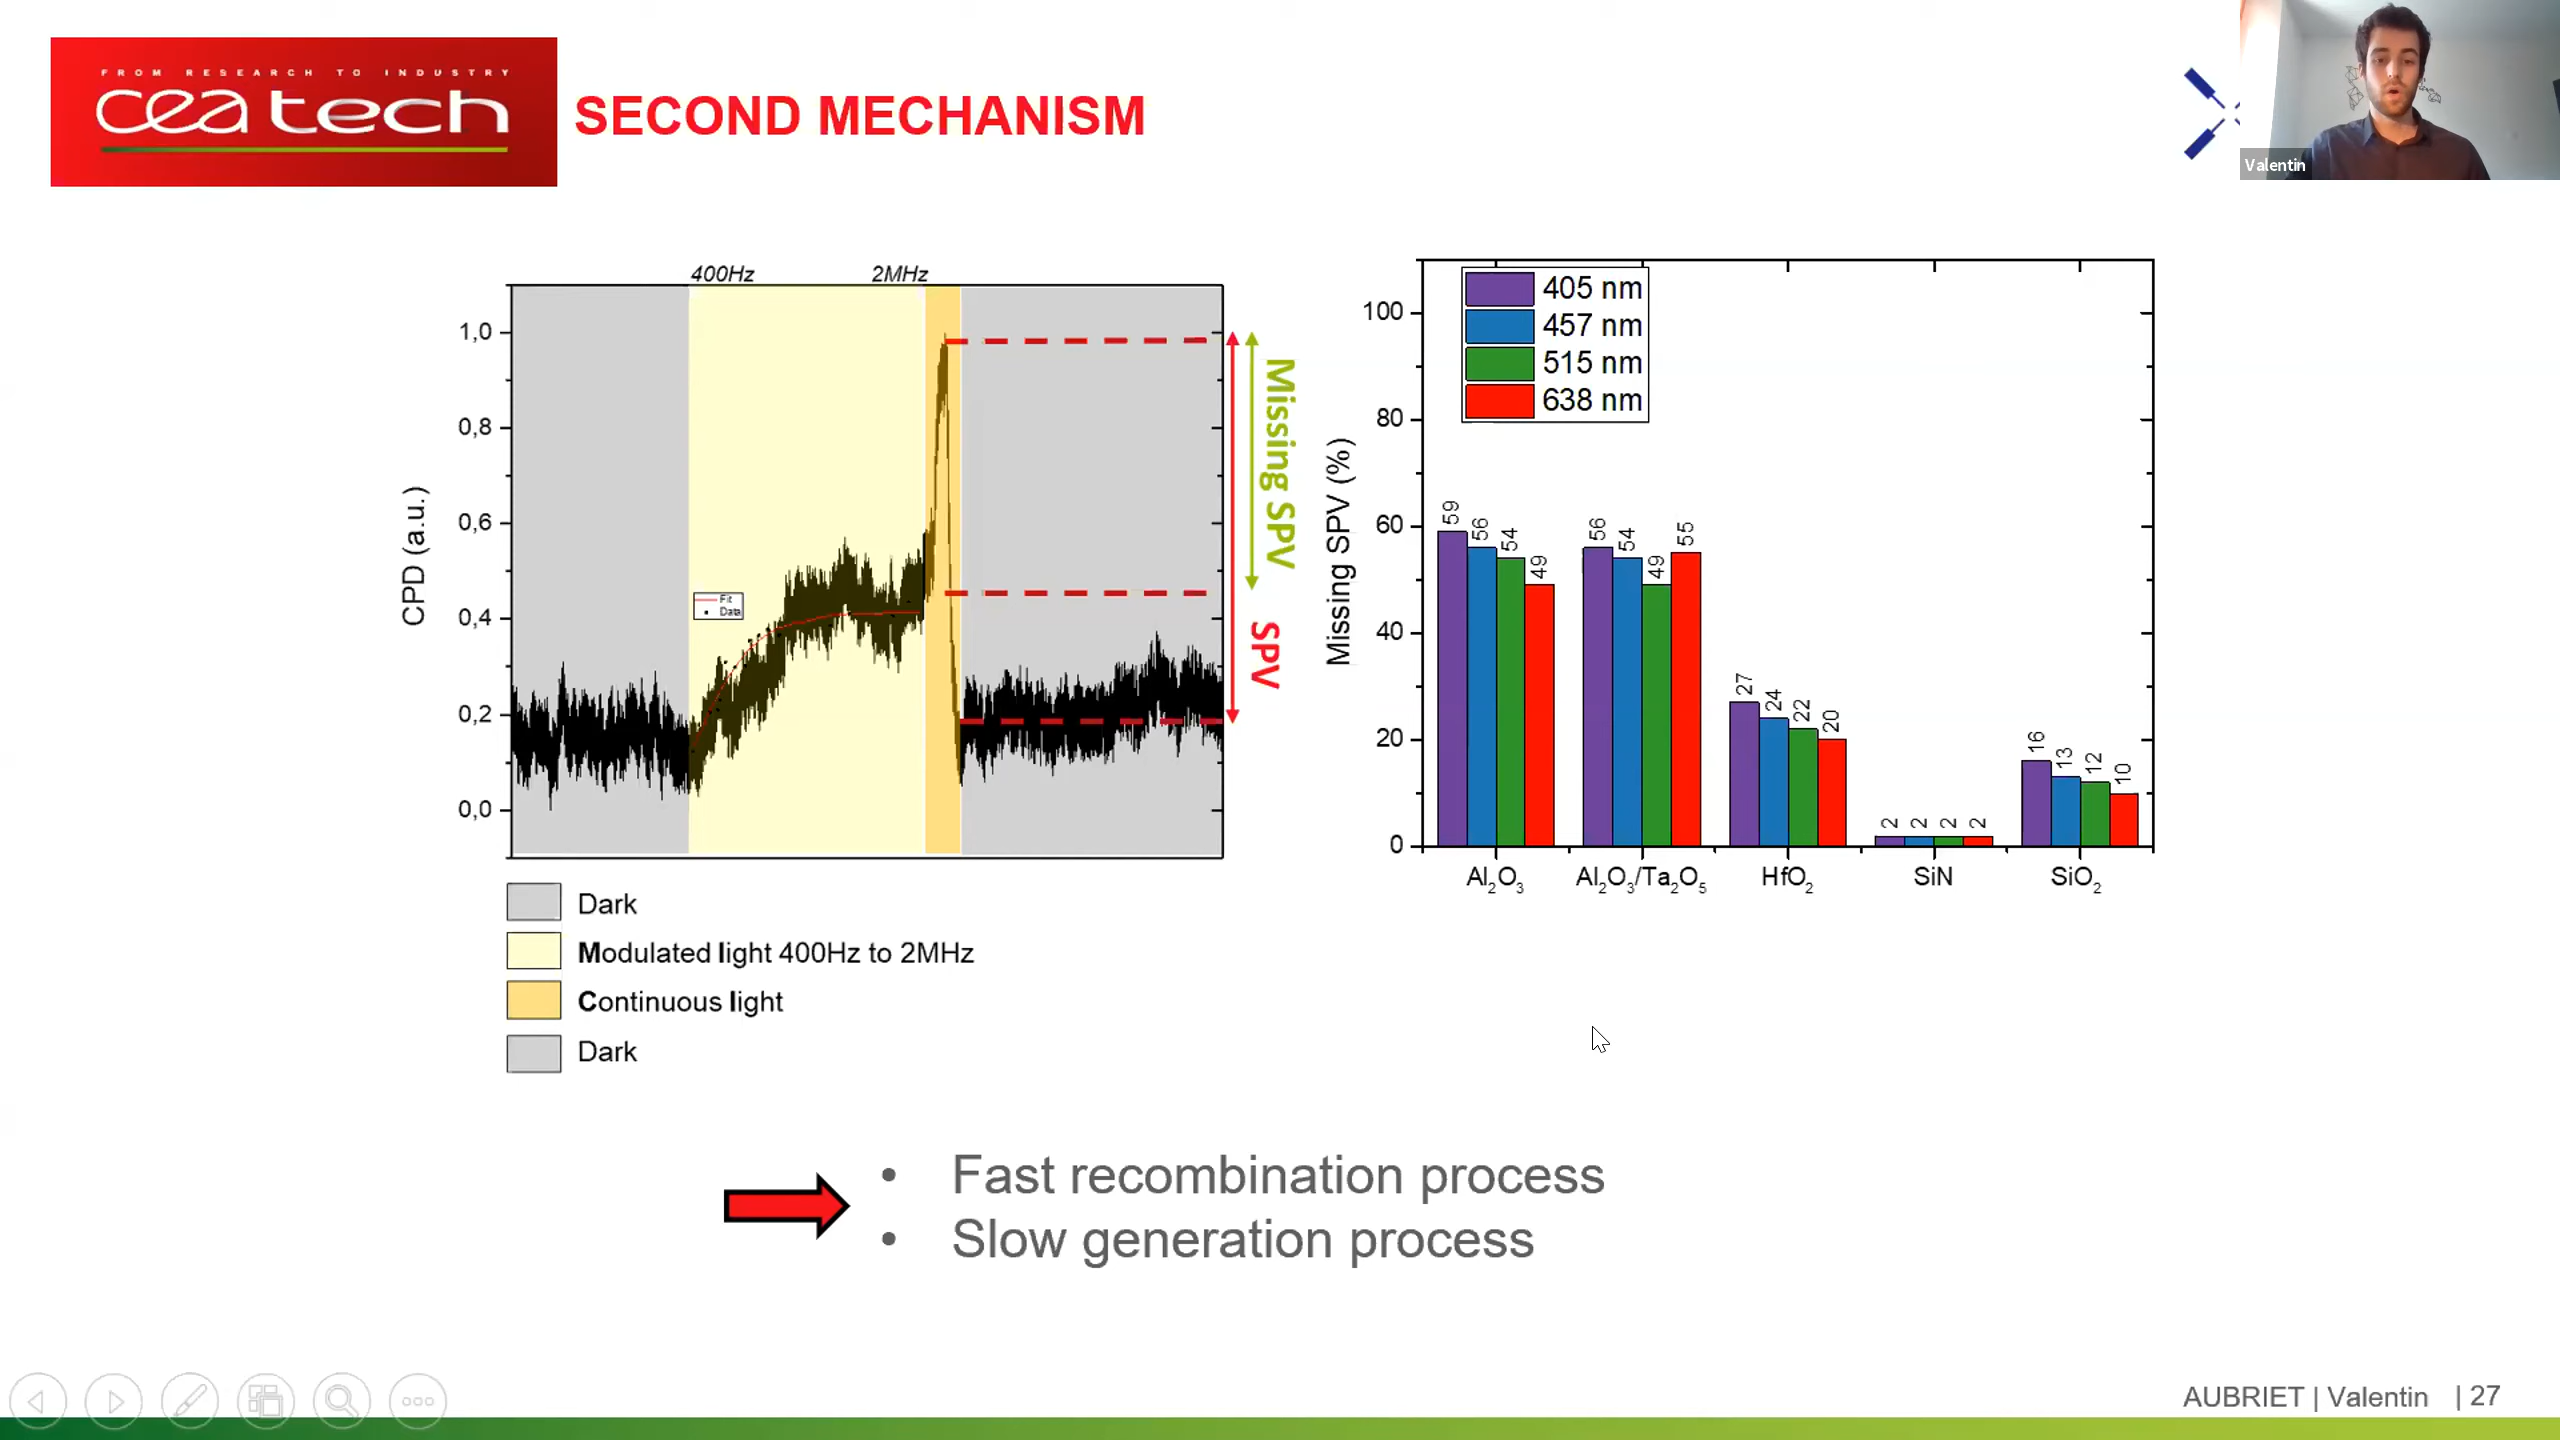 FROM RESEARCH TO INDUSTRY
cea tech
SECOND MECHANISM
Valentin
400Hz 2MHz
1,0
0,8
0,6
0,4
0,2
0,0
CPD (a.u.)
Fit
Data
Missing SPV
SPV
Dark
Modulated light 400Hz to 2MHz
Continuous light
Dark
405 nm
457 nm
515 nm
638 nm
100
80
60
40
20
0
Missing SPV (%)
59 56 54 49
56 54 49 55
27 24 22 20
2 2 2 2
16 13 12 10
Al₂O₃ Al₂O₃/Ta₂O₅ HfO₂ SiN SiO₂
• Fast recombination process
• Slow generation process
AUBRIET | Valentin | 27